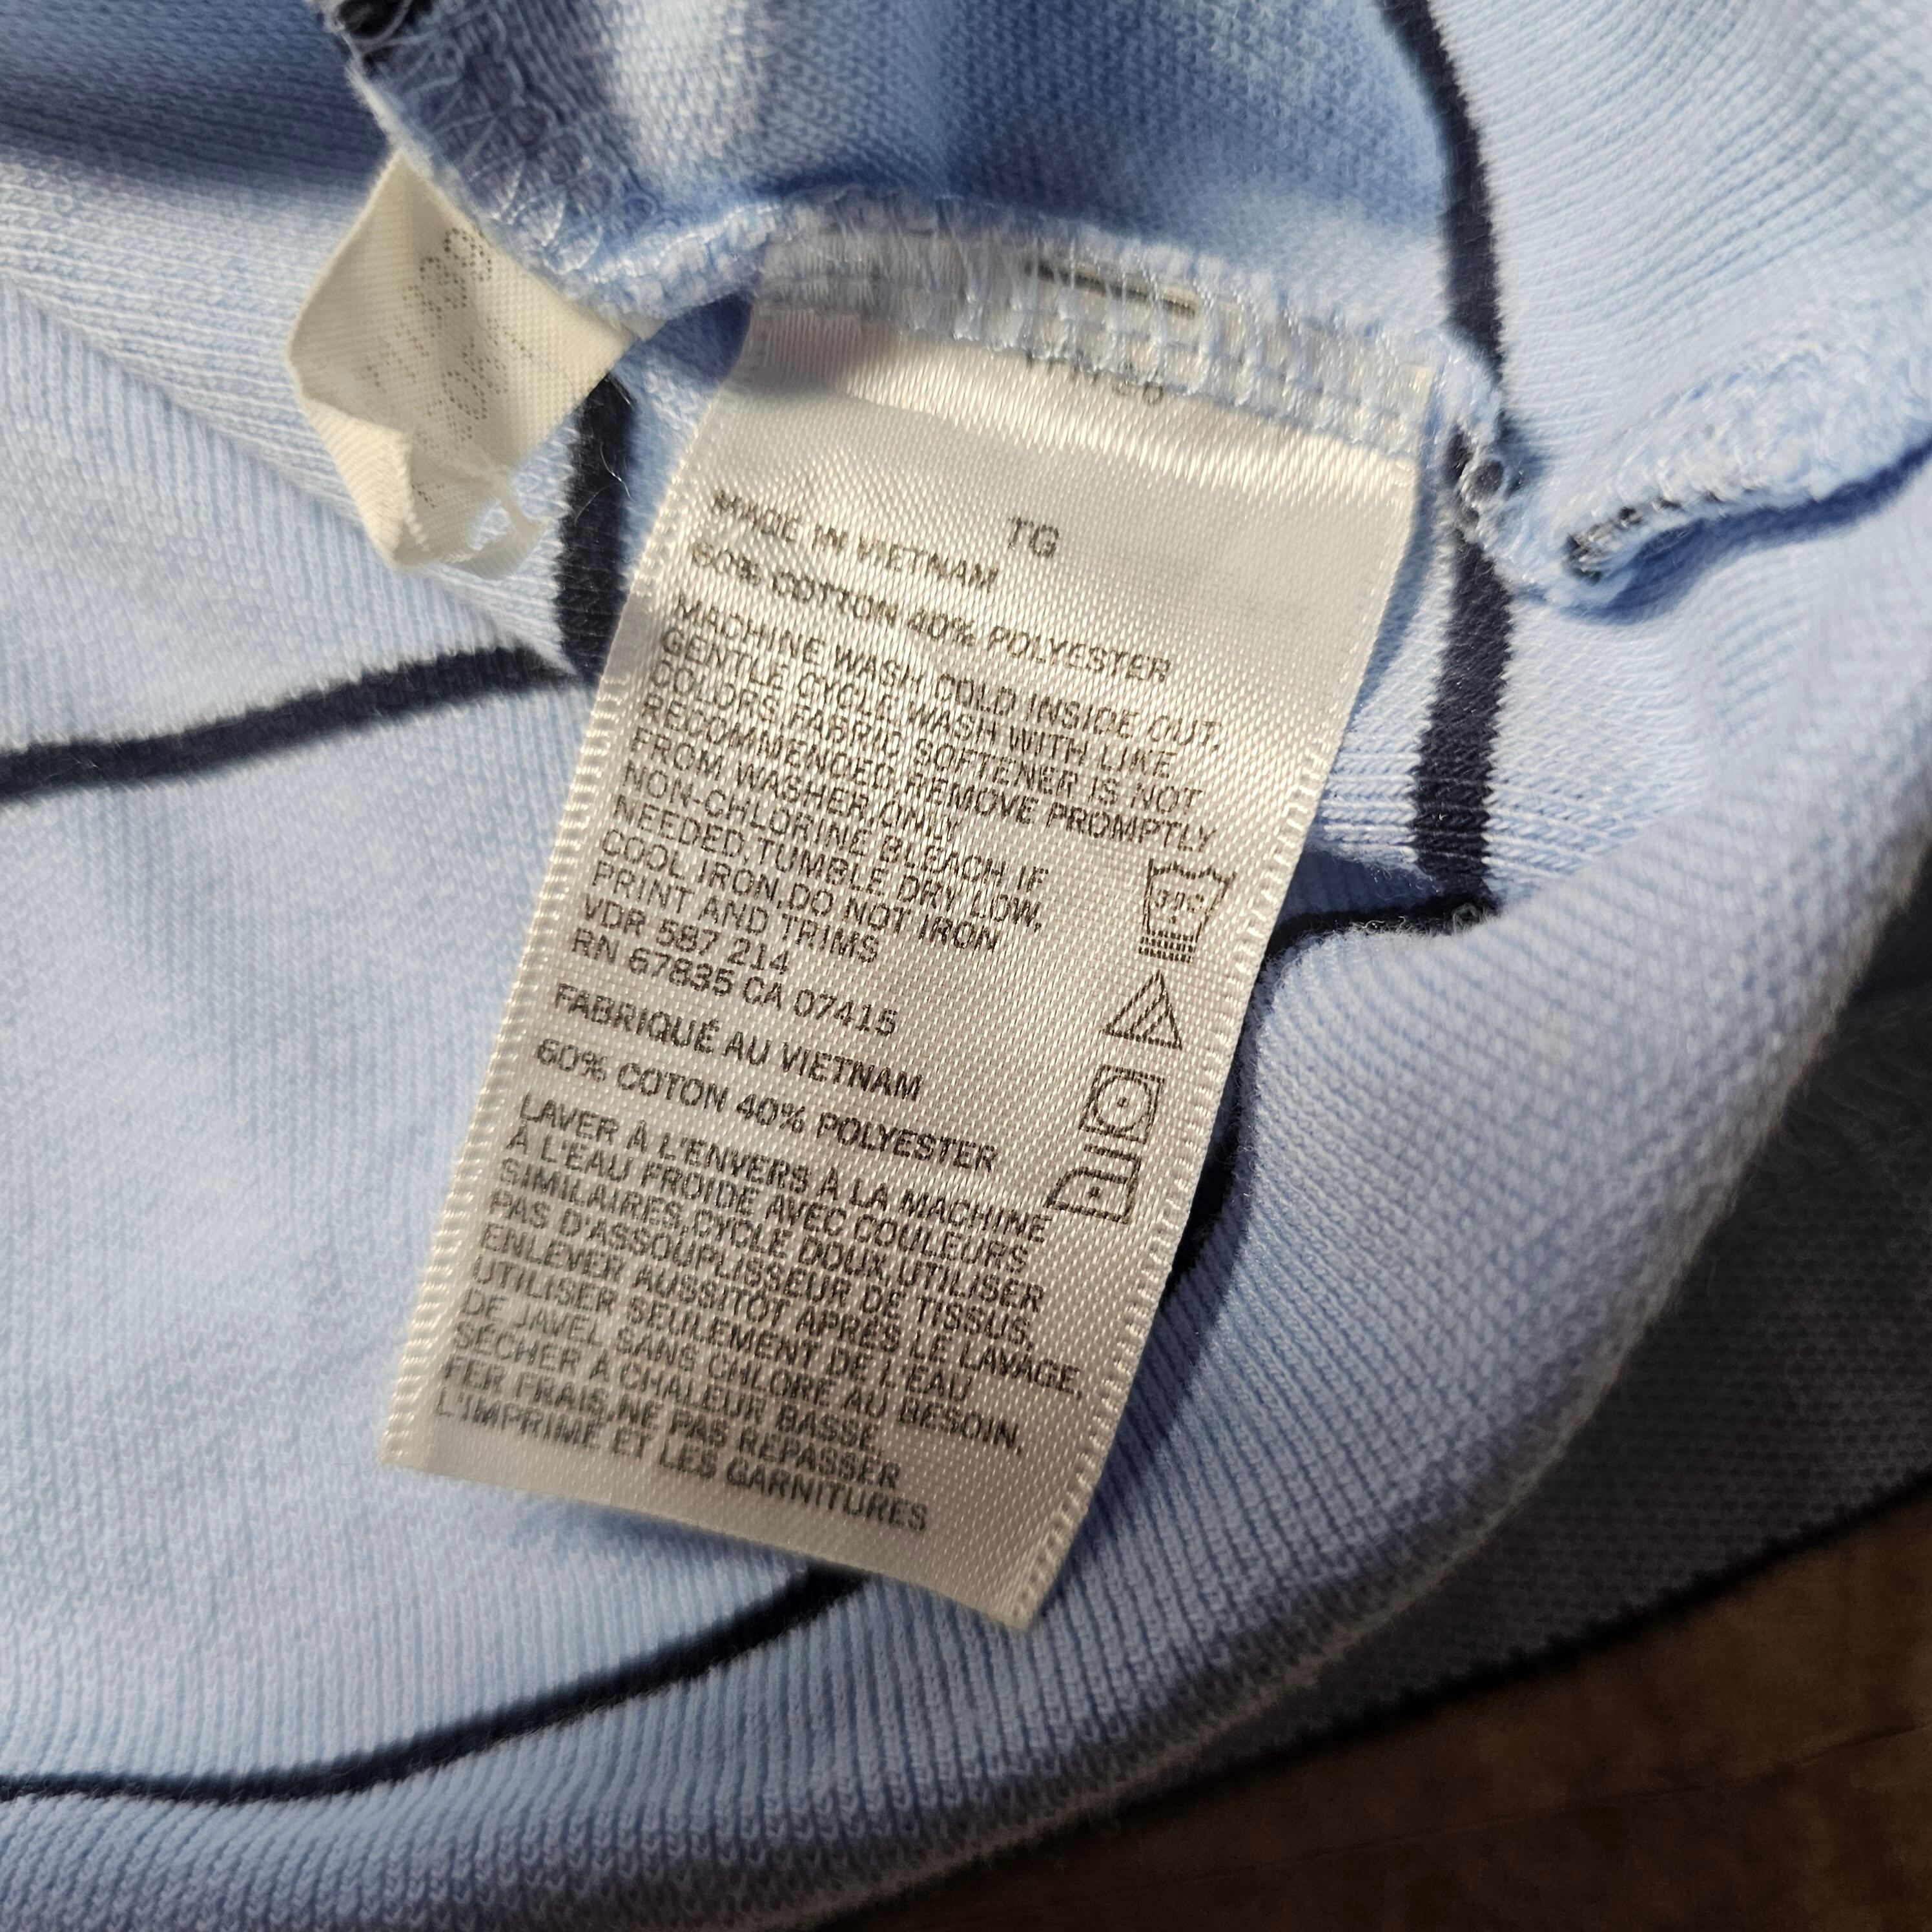 TG
MADE IN VIETNAM
60% COTTON 40% POLYESTER
MACHINE WASH COLD INSIDE OUT,
GENTLE CYCLE WASH WITH LIKE
COLORS,FABRIC SOFTENER IS NOT
RECOMMENDED,REMOVE PROMPTLY
FROM WASHER,ONLY
NON-CHLORINE BLEACH,IF
NEEDED,TUMBLE DRY LOW,
COOL IRON,DO NOT IRON
PRINT AND TRIMS
VDR 587 214
RN 67835 CA 07415
30C
FABRIQUÉ AU VIETNAM
60% COTON 40% POLYESTER
LAVER À L'ENVERS À LA MACHINE
À L'EAU FROIDE AVEC COULEURS
SIMILAIRES,CYCLE DOUX,UTILISER
PAS D'ASSOUPLISSEUR DE TISSUS,
ENLEVER AUSSITOT APRÉS LE LAVAGE,
UTILISER SEULEMENT DE L'EAU
DE JAVEL SANS CHLORE AU BESOIN,
SÉCHER A CHALEUR BASSE,
FER FRAIS,NE PAS REPASSER
L'IMPRIMÉ ET LES GARNITURES